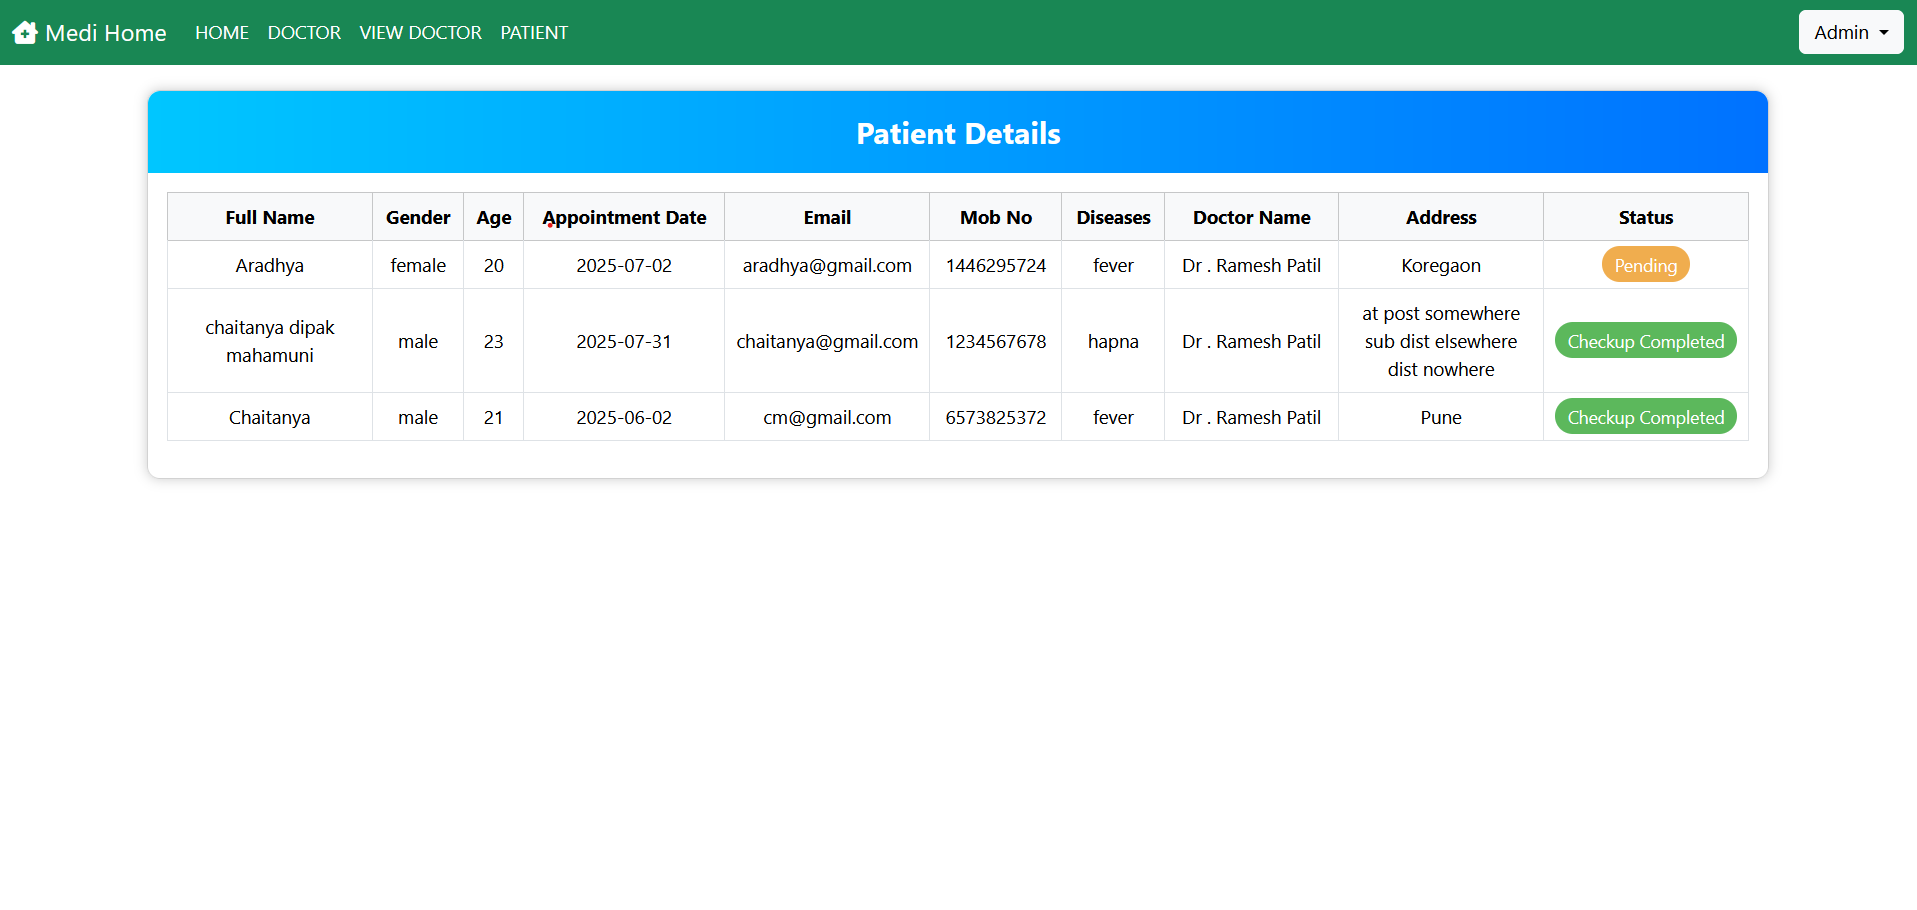 Medi Home HOME DOCTOR VIEW DOCTOR PATIENT Admin
Patient Details
Full Name Gender Age Appointment Date Email Mob No Diseases Doctor Name Address Status
Aradhya female 20 2025-07-02 aradhya@gmail.com 1446295724 fever Dr . Ramesh Patil Koregaon Pending
chaitanya dipak
mahamuni
male 23 2025-07-31 chaitanya@gmail.com 1234567678 hapna Dr . Ramesh Patil
at post somewhere
sub dist elsewhere
dist nowhere
Checkup Completed
Chaitanya male 21 2025-06-02 cm@gmail.com 6573825372 fever Dr . Ramesh Patil Pune Checkup Completed